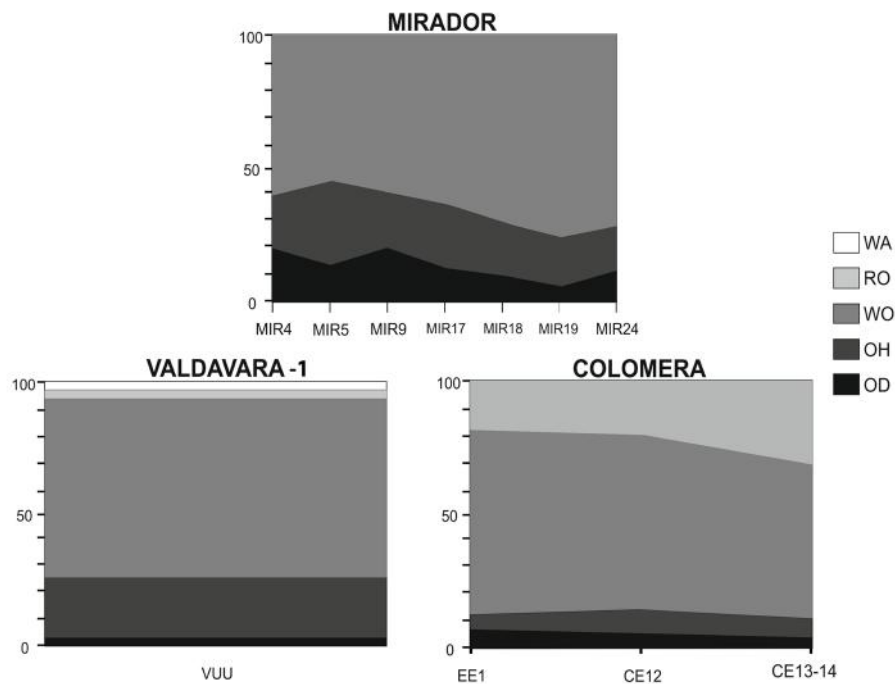 MIRADOR
100
50
0
MIR4 MIR5 MIR9 MIR17 MIR18 MIR19 MIR24
WA
RO
WO
OH
OD
VALDAVARA -1
100
50
0
VUU
COLOMERA
100
50
0
EE1 CE12 CE13-14